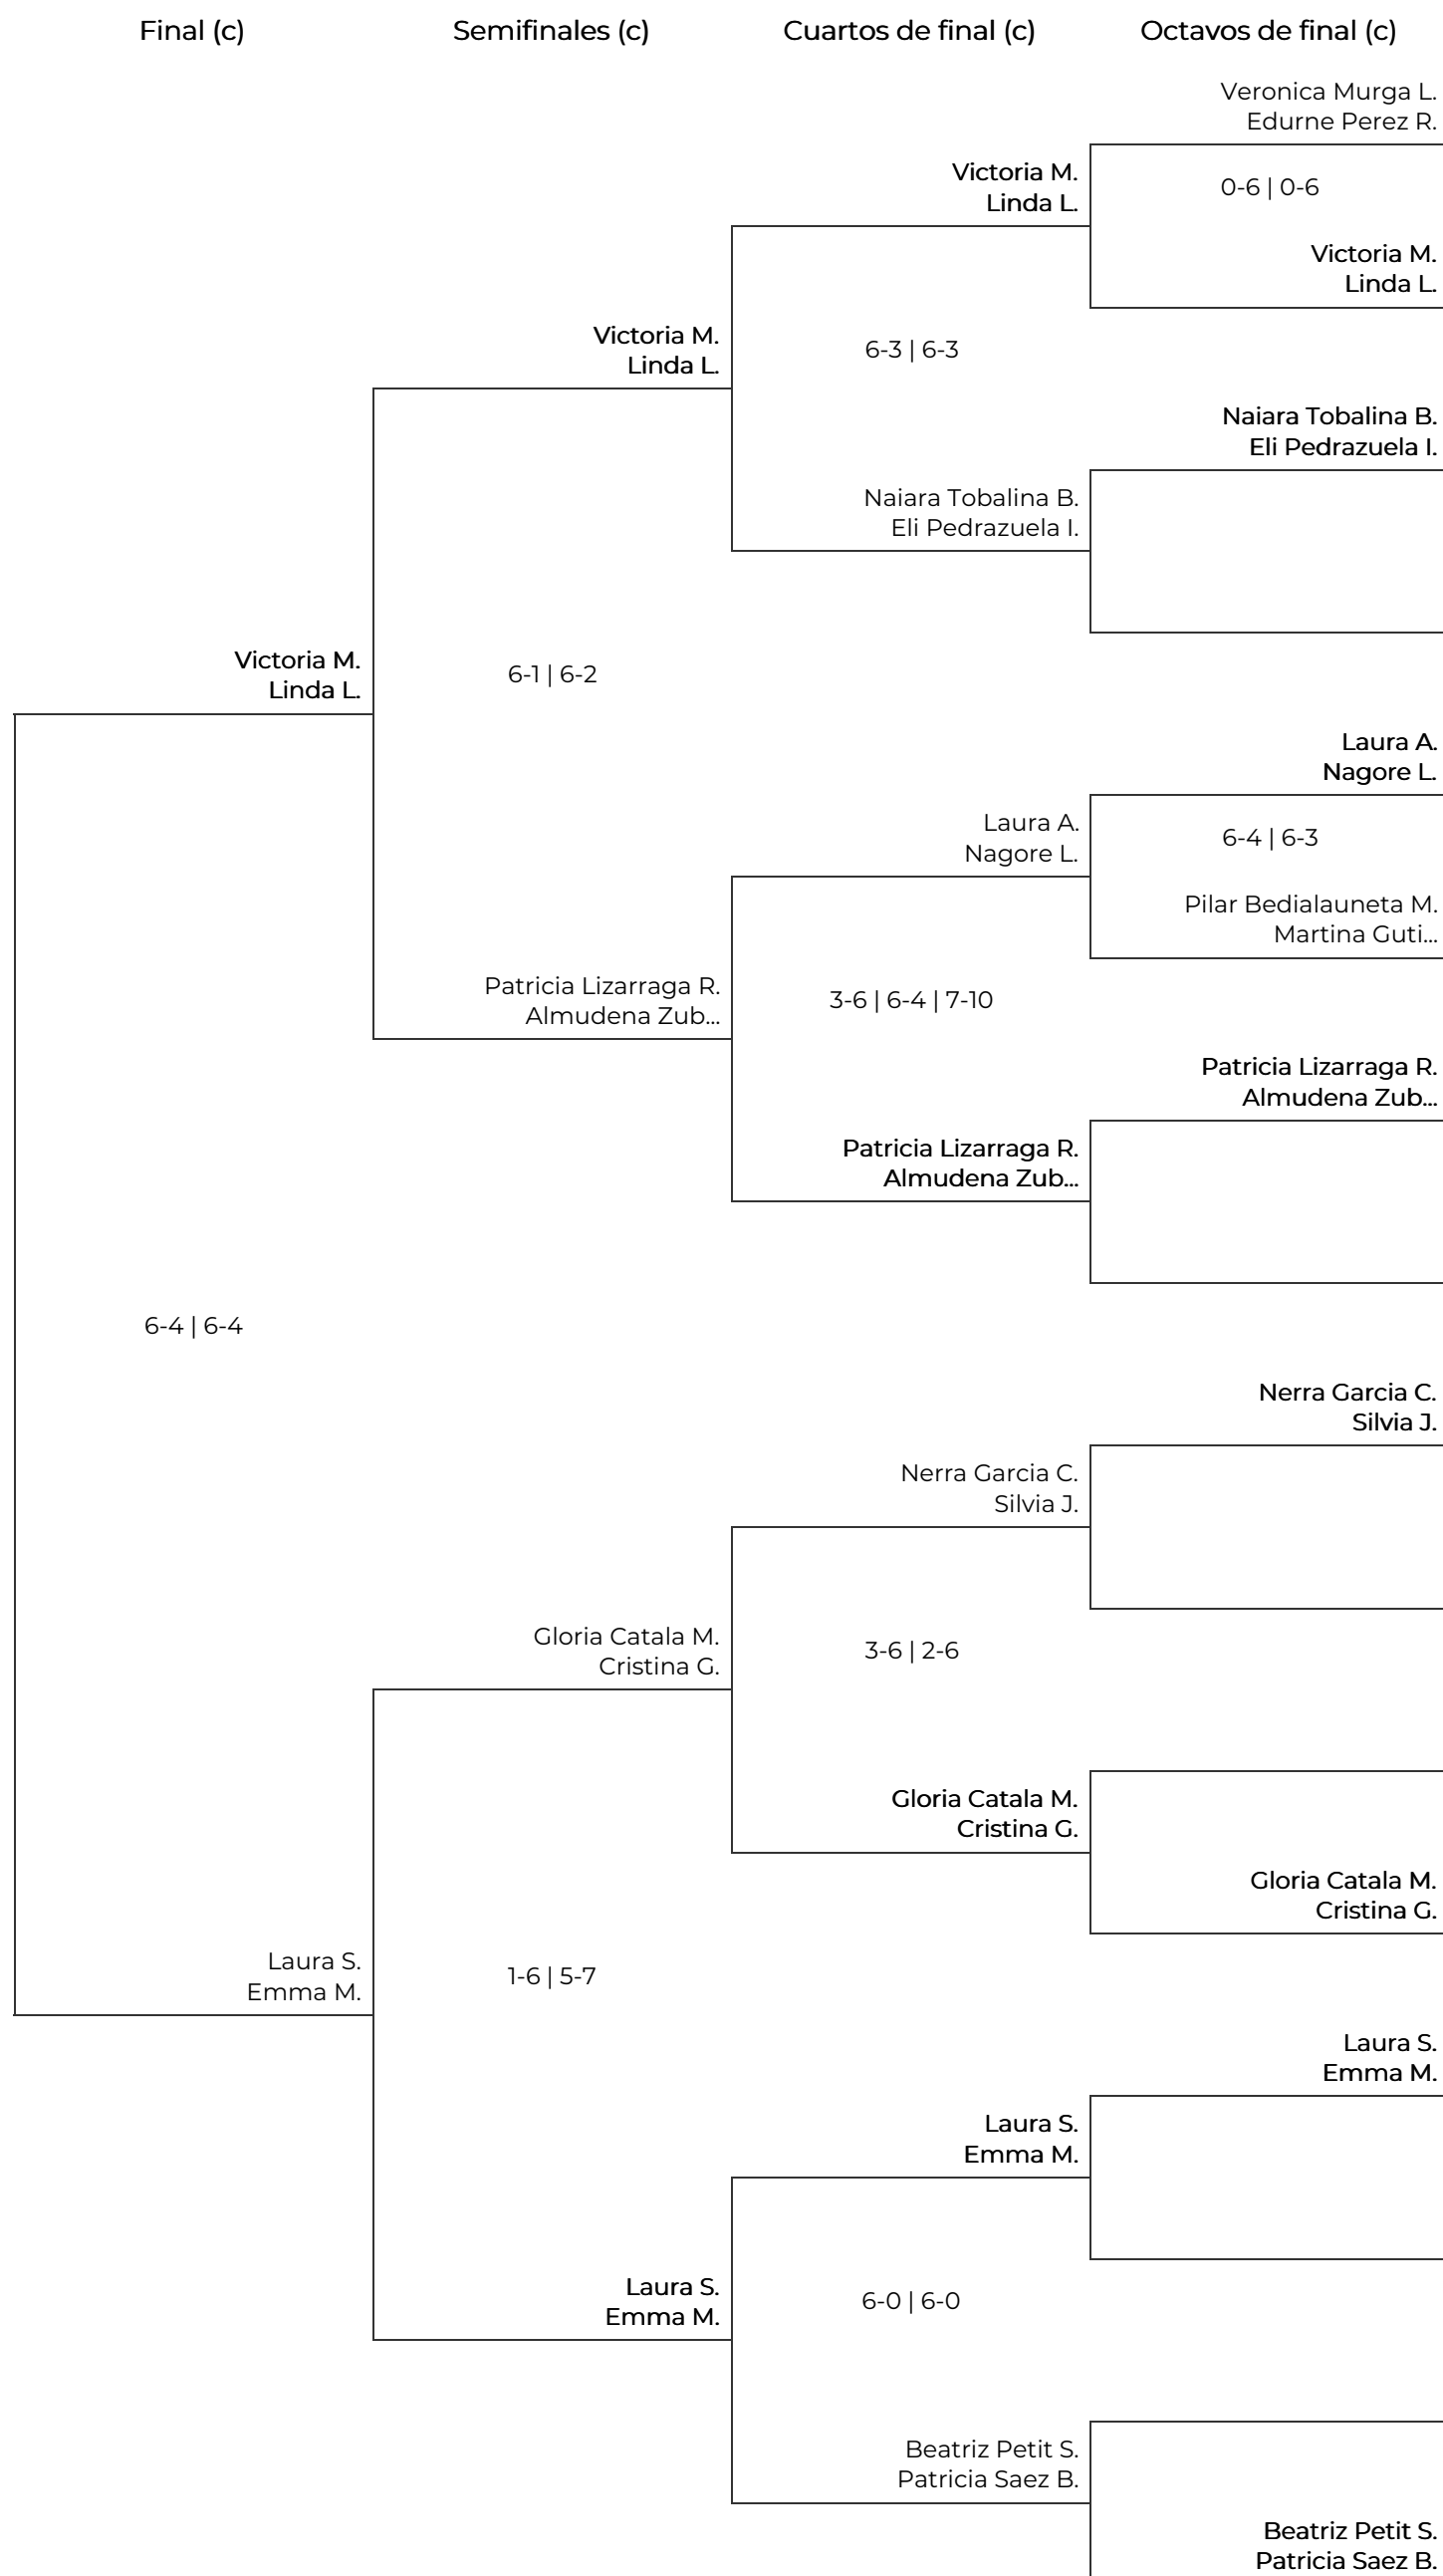 Final (c)
Semifinales (c)
Cuartos de final (c)
Octavos de final (c)
Veronica Murga L.
Edurne Perez R.
Victoria M.
Linda L.
0-6 | 0-6
Victoria M.
Linda L.
Victoria M.
Linda L.
6-3 | 6-3
Naiara Tobalina B.
Eli Pedrazuela I.
Naiara Tobalina B.
Eli Pedrazuela I.
Victoria M.
Linda L.
6-1 | 6-2
Laura A.
Nagore L.
Laura A.
Nagore L.
6-4 | 6-3
Pilar Bedialauneta M.
Martina Guti...
Patricia Lizarraga R.
Almudena Zub...
3-6 | 6-4 | 7-10
Patricia Lizarraga R.
Almudena Zub...
Patricia Lizarraga R.
Almudena Zub...
6-4 | 6-4
Nerra Garcia C.
Silvia J.
Nerra Garcia C.
Silvia J.
Gloria Catala M.
Cristina G.
3-6 | 2-6
Gloria Catala M.
Cristina G.
Gloria Catala M.
Cristina G.
Laura S.
Emma M.
1-6 | 5-7
Laura S.
Emma M.
Laura S.
Emma M.
Laura S.
Emma M.
6-0 | 6-0
Beatriz Petit S.
Patricia Saez B.
Beatriz Petit S.
Patricia Saez B.